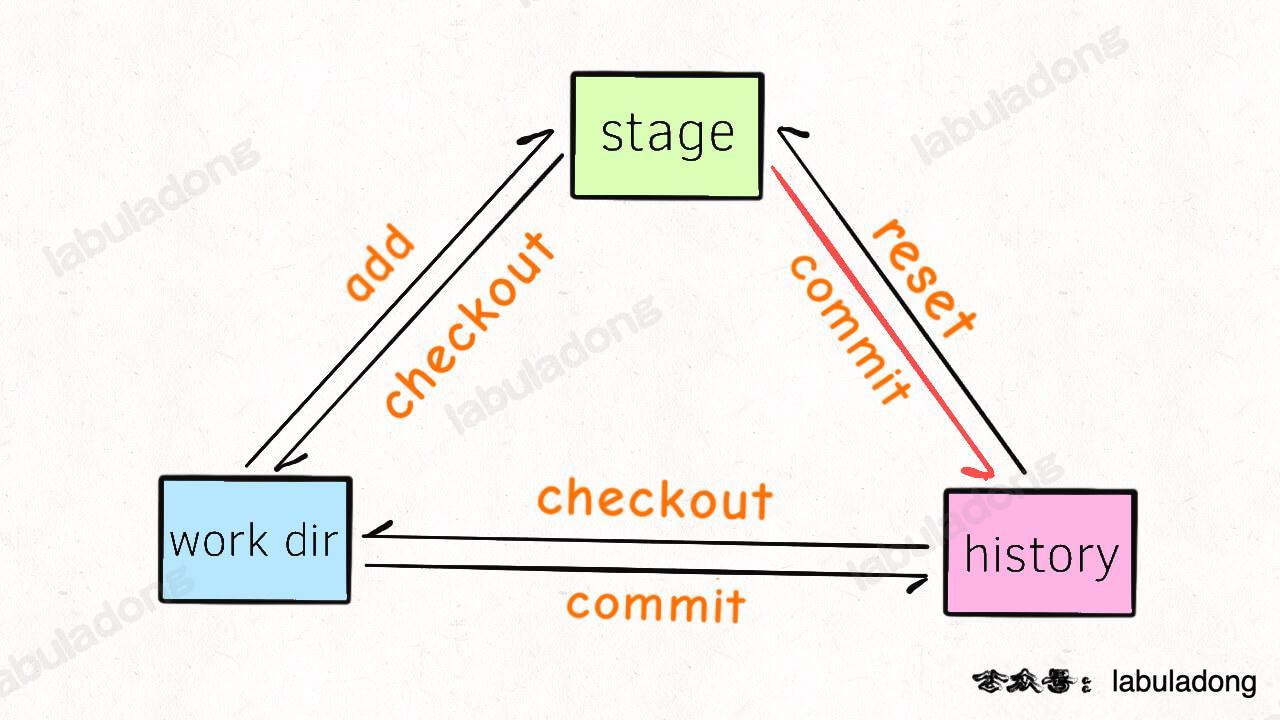 stage
add
checkout
reset
commit
checkout
work dir
history
commit
公众号: labuladong
labuladong
labuladong
labuladong
labuladong
labuladong